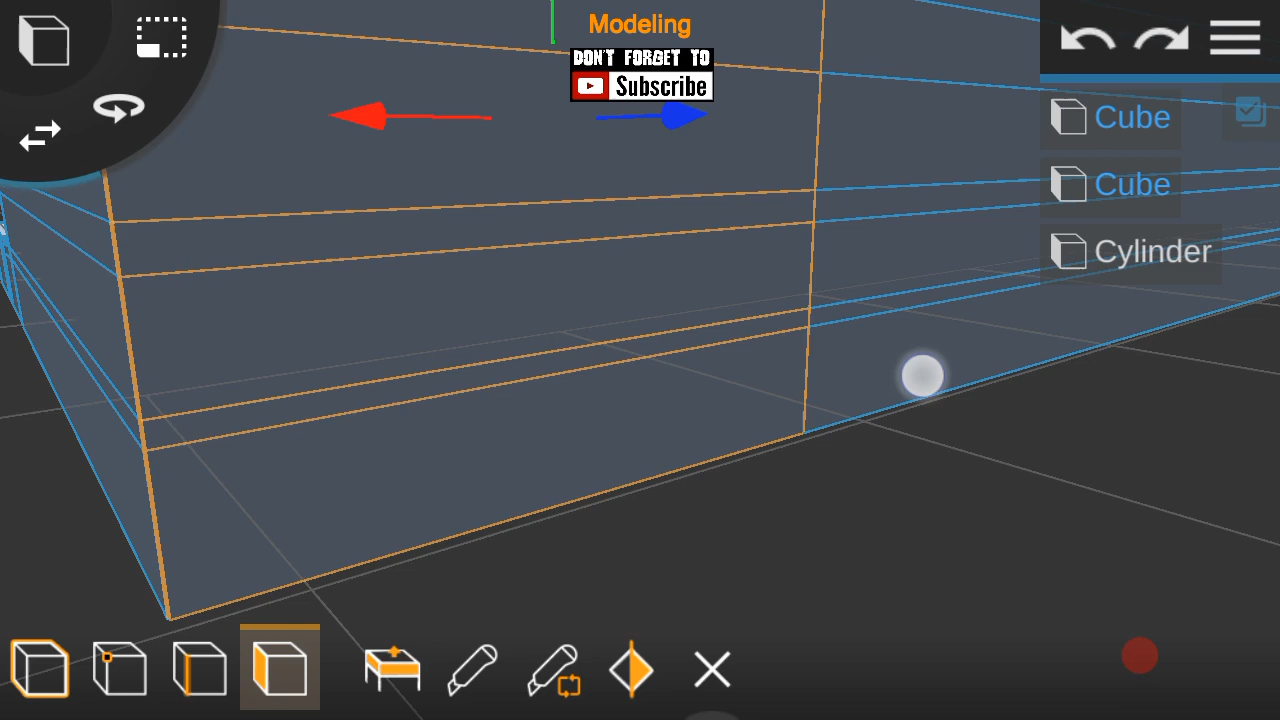 Modeling
DON'T FORGET TO
Subscribe
Cube
Cube
Cylinder